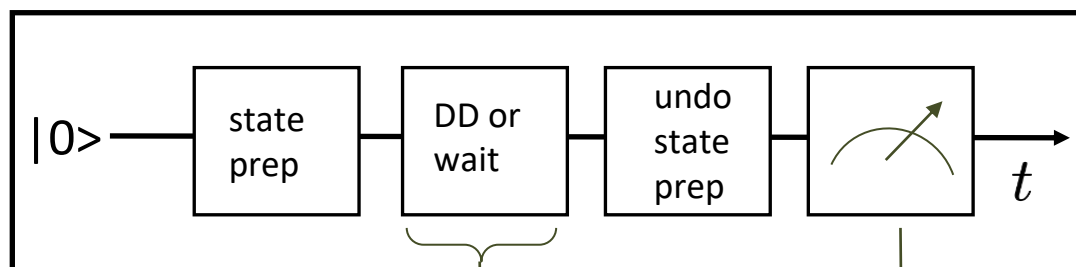 |0>
state
prep
DD or
wait
undo
state
prep
t